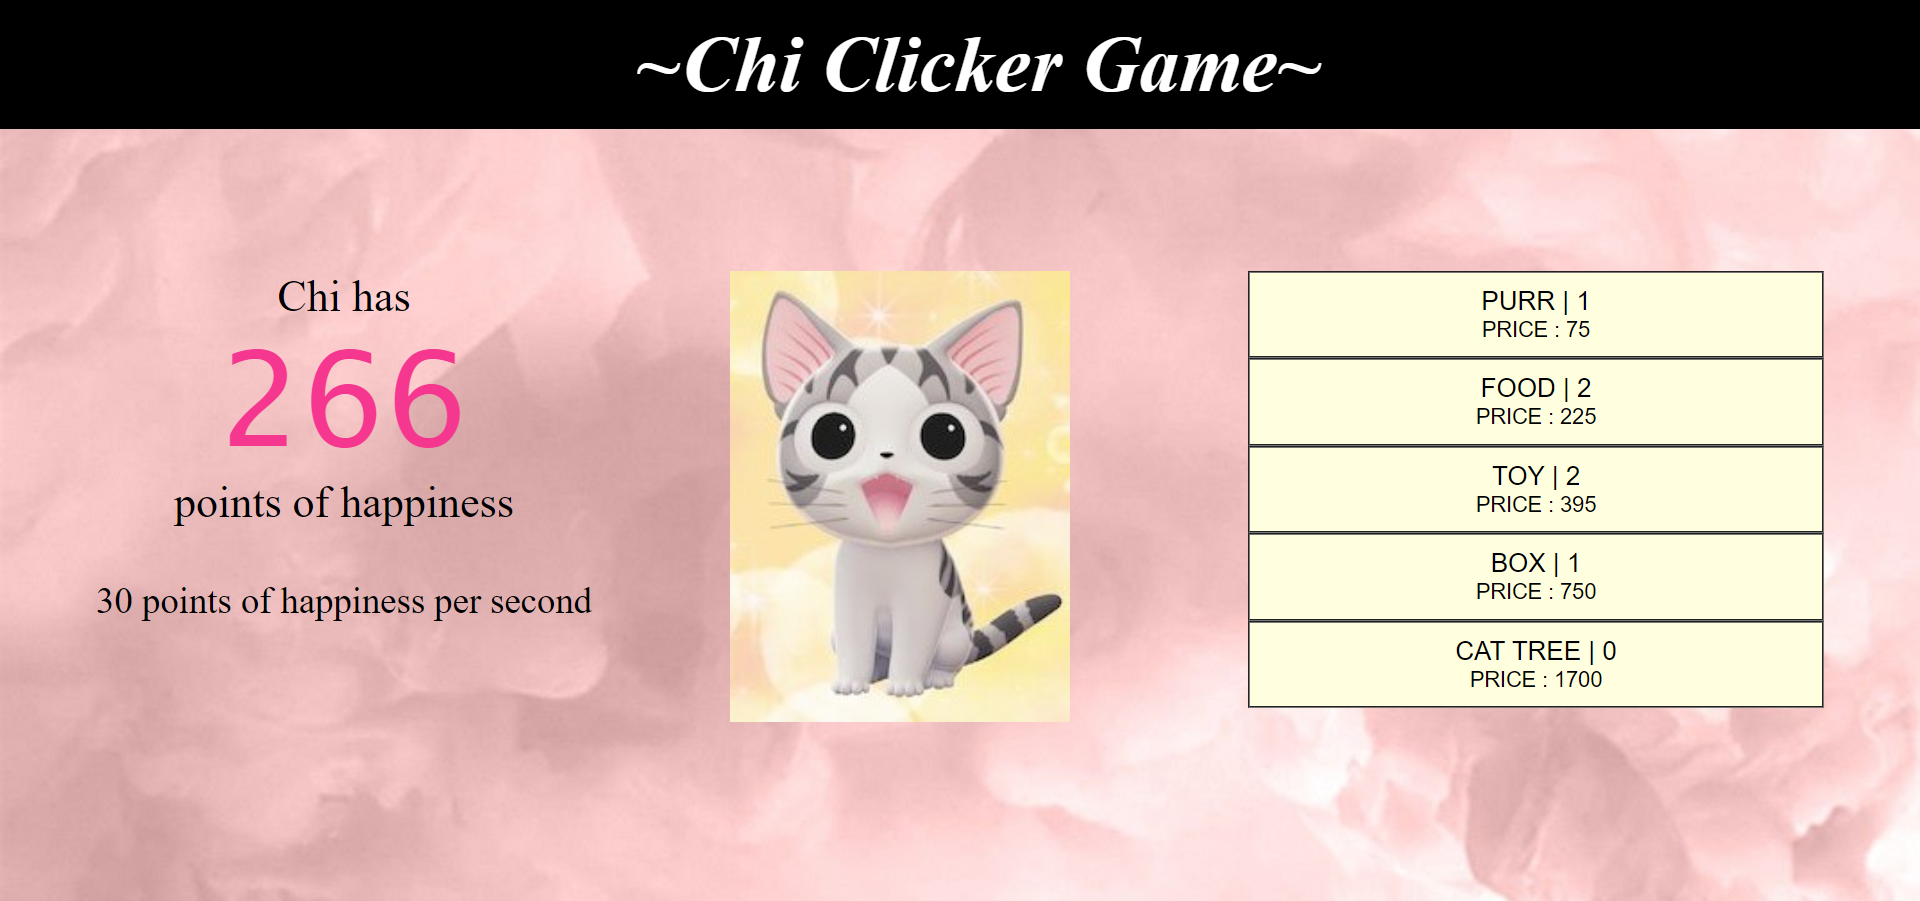 ~Chi Clicker Game~
Chi has
266
points of happiness
30 points of happiness per second
PURR | 1
PRICE : 75
FOOD | 2
PRICE : 225
TOY | 2
PRICE : 395
BOX | 1
PRICE : 750
CAT TREE | 0
PRICE : 1700